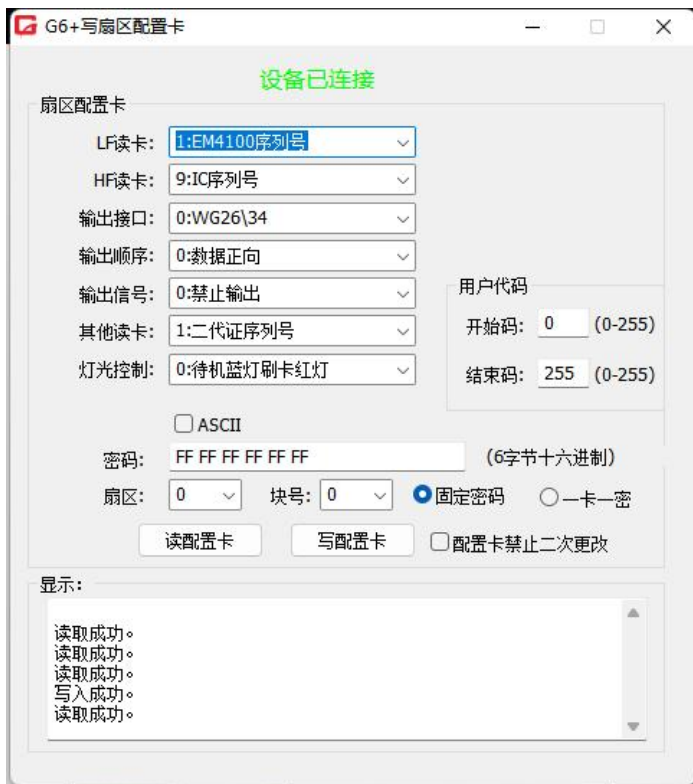 G6+写扇区配置卡
设备已连接
扇区配置卡
LF读卡: 1:EM4100序列号
HF读卡: 9:IC序列号
输出接口: 0:WG26\34
输出顺序: 0:数据正向
输出信号: 0:禁止输出
其他读卡: 1:二代证序列号
灯光控制: 0:待机蓝灯刷卡红灯
用户代码
开始码: 0 (0-255)
结束码: 255 (0-255)
ASCII
密码: FF FF FF FF FF FF (6字节十六进制)
扇区: 0 块号: 0 固定密码 一卡一密
读配置卡 写配置卡 配置卡禁止二次更改
显示:
读取成功。
读取成功。
读取成功。
写入成功。
读取成功。